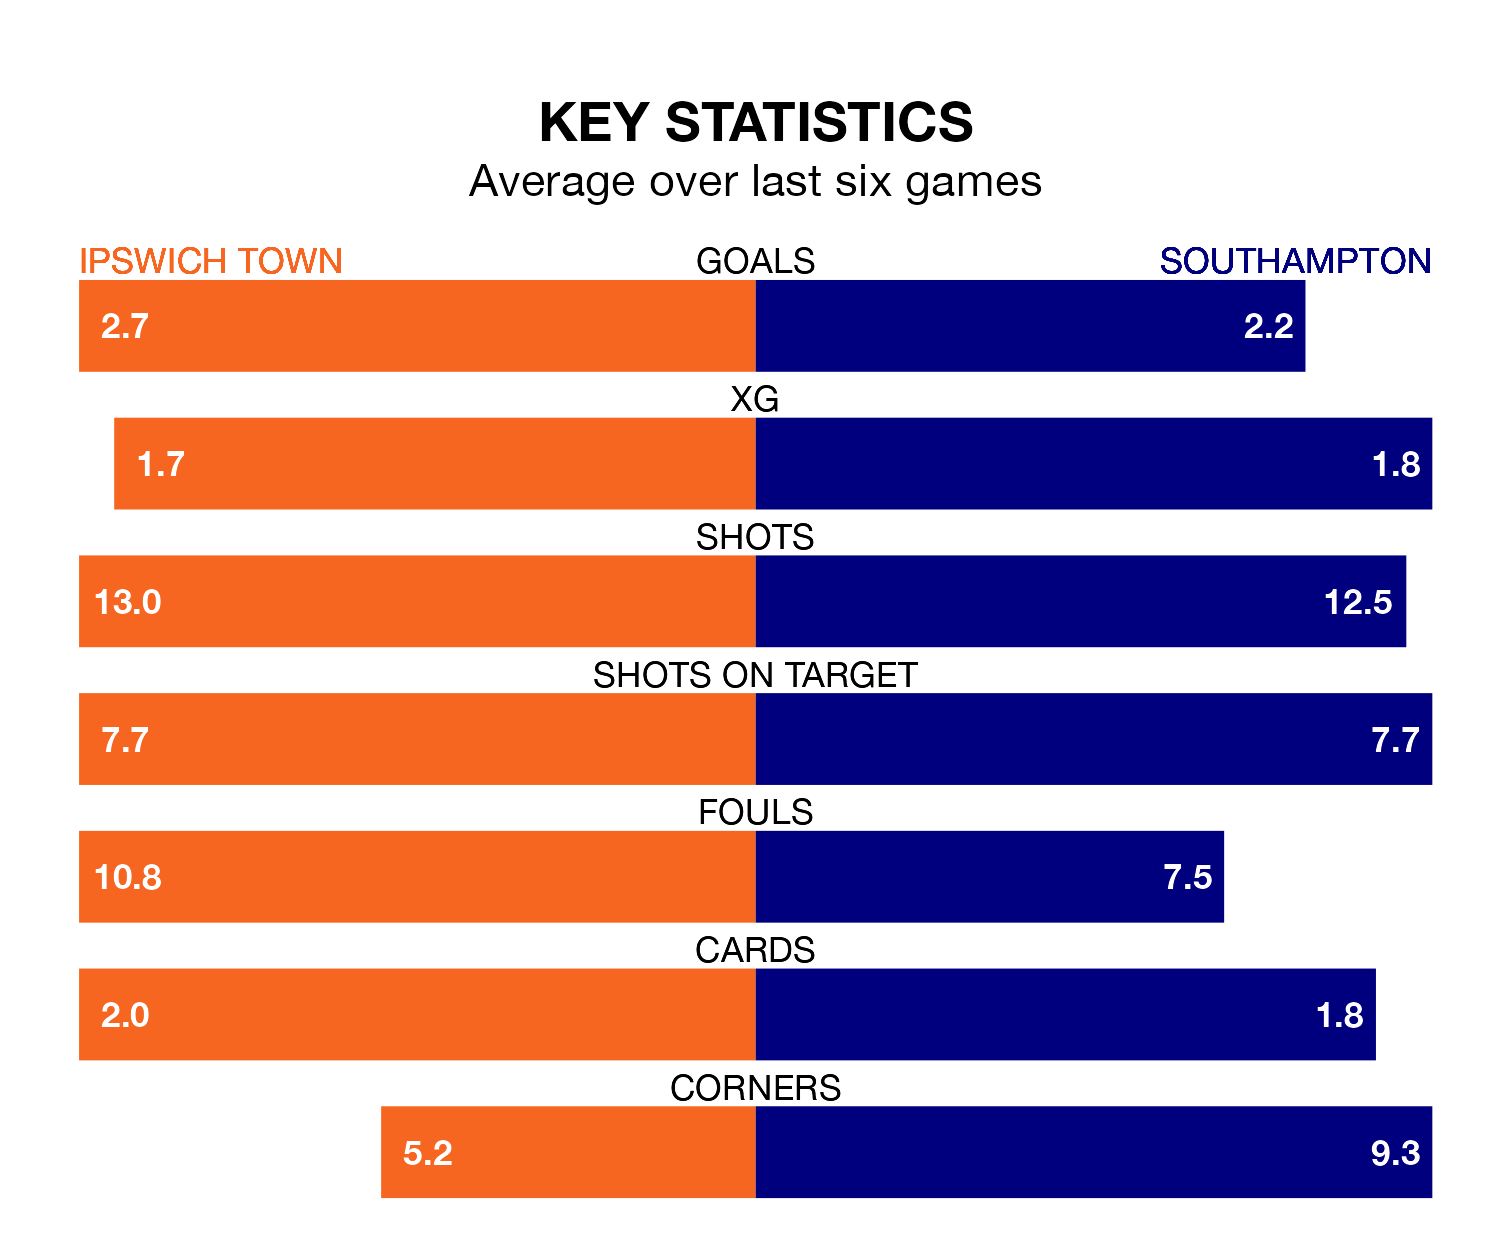 KEY STATISTICS
Average over last six games
IPSWICH TOWN GOALS SOUTHAMPTON
2.7 2.2
XG
1.7 1.8
SHOTS
13.0 12.5
SHOTS ON TARGET
7.7 7.7
FOULS
10.8 7.5
CARDS
2.0 1.8
CORNERS
5.2 9.3